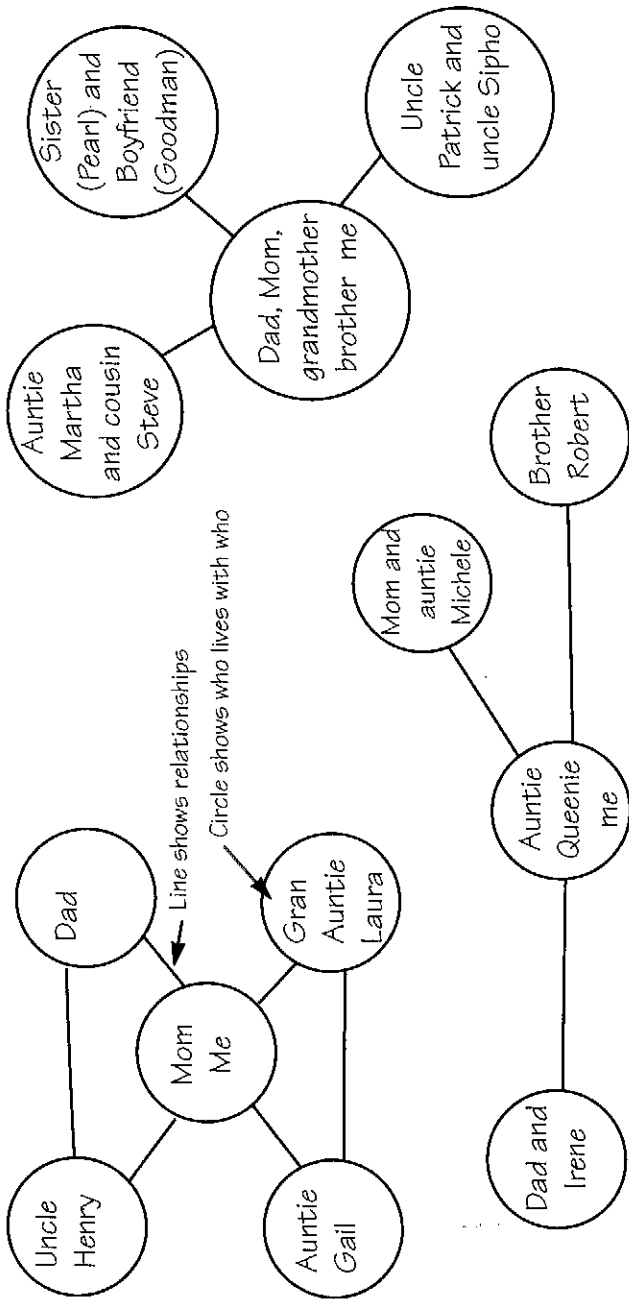 Uncle
Henry
Dad
Mom
Me
Auntie
Gail
Gran
Auntie
Laura
Line shows relationships
Circle shows who lives with who
Auntie
Martha
and cousin
Steve
Sister
(Pearl) and
Boyfriend
(Goodman)
Dad, Mom,
grandmother
brother me
Uncle
Patrick and
uncle Sipho
Dad and
Irene
Auntie
Queenie
me
Mom and
auntie
Michele
Brother
Robert